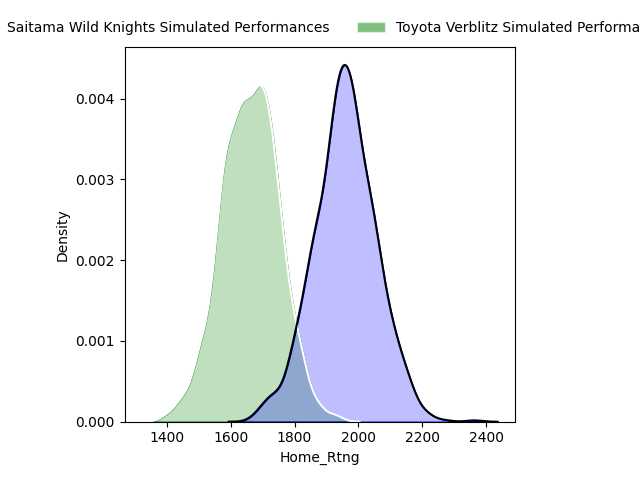 Saitama Wild Knights Simulated Performances Toyota Verblitz Simulated Performa
0.004
0.003
0.002
0.001
0.000
Density
1400 1600 1800 2000 2200 2400
Home_Rtng